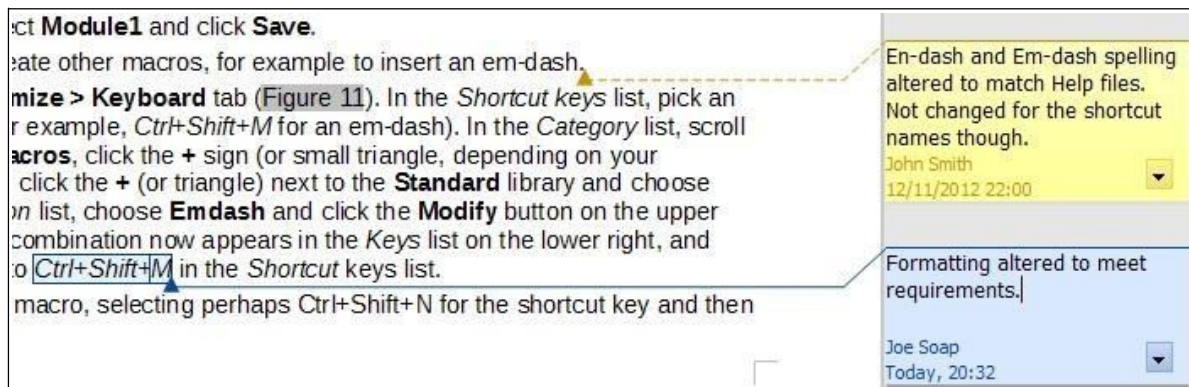 ct Module1 and click Save.
eate other macros, for example to insert an em-dash.
mize > Keyboard tab (Figure 11). In the Shortcut keys list, pick an
r example, Ctrl+Shift+M for an em-dash). In the Category list, scroll
acros, click the + sign (or small triangle, depending on your
click the + (or triangle) next to the Standard library and choose
on list, choose Emdash and click the Modify button on the upper
combination now appears in the Keys list on the lower right, and
to Ctrl+Shift+M in the Shortcut keys list.
macro, selecting perhaps Ctrl+Shift+N for the shortcut key and then
En-dash and Em-dash spelling
altered to match Help files.
Not changed for the shortcut
names though.
John Smith
12/11/2012 22:00
Formatting altered to meet
requirements.
Joe Soap
Today, 20:32